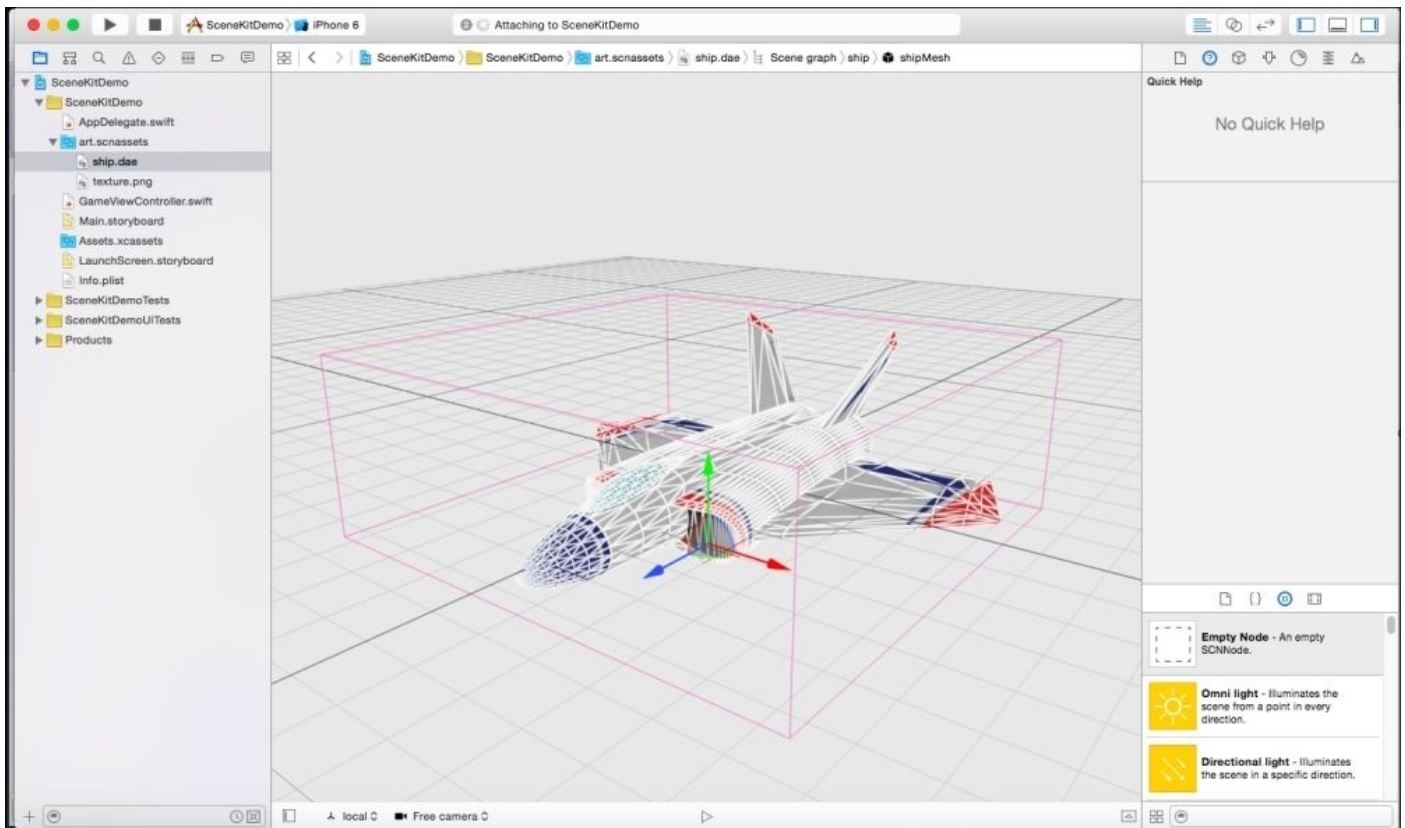 SceneKitDemo
iPhone 6
Attaching to SceneKitDemo
SceneKitDemo
SceneKitDemo
art.scnassets
ship.dae
Scene graph
ship
shipMesh
SceneKitDemo
SceneKitDemo
AppDelegate.swift
art.scnassets
ship.dae
texture.png
GameViewController.swift
Main.storyboard
Assets.xcassets
LaunchScreen.storyboard
Info.plist
SceneKitDemoTests
SceneKitDemoUITests
Products
Quick Help
No Quick Help
Empty Node - An empty
SCNNode.
Omni light - Illuminates the
scene from a point in every
direction.
Directional light - Illuminates
the scene in a specific direction.
local
Free camera